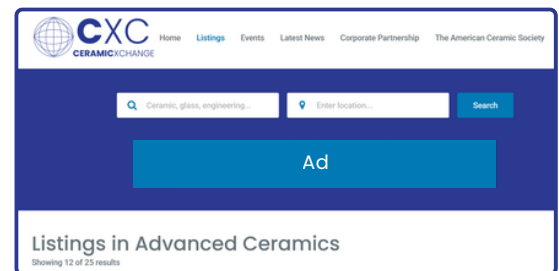 CXC
CERAMICXCHANGE
Home Listings Events Latest News Corporate Partnership The American Ceramic Society
Ceramic, glass, engineering... Enter location... Search
Ad
Listings in Advanced Ceramics
Showing 12 of 25 results